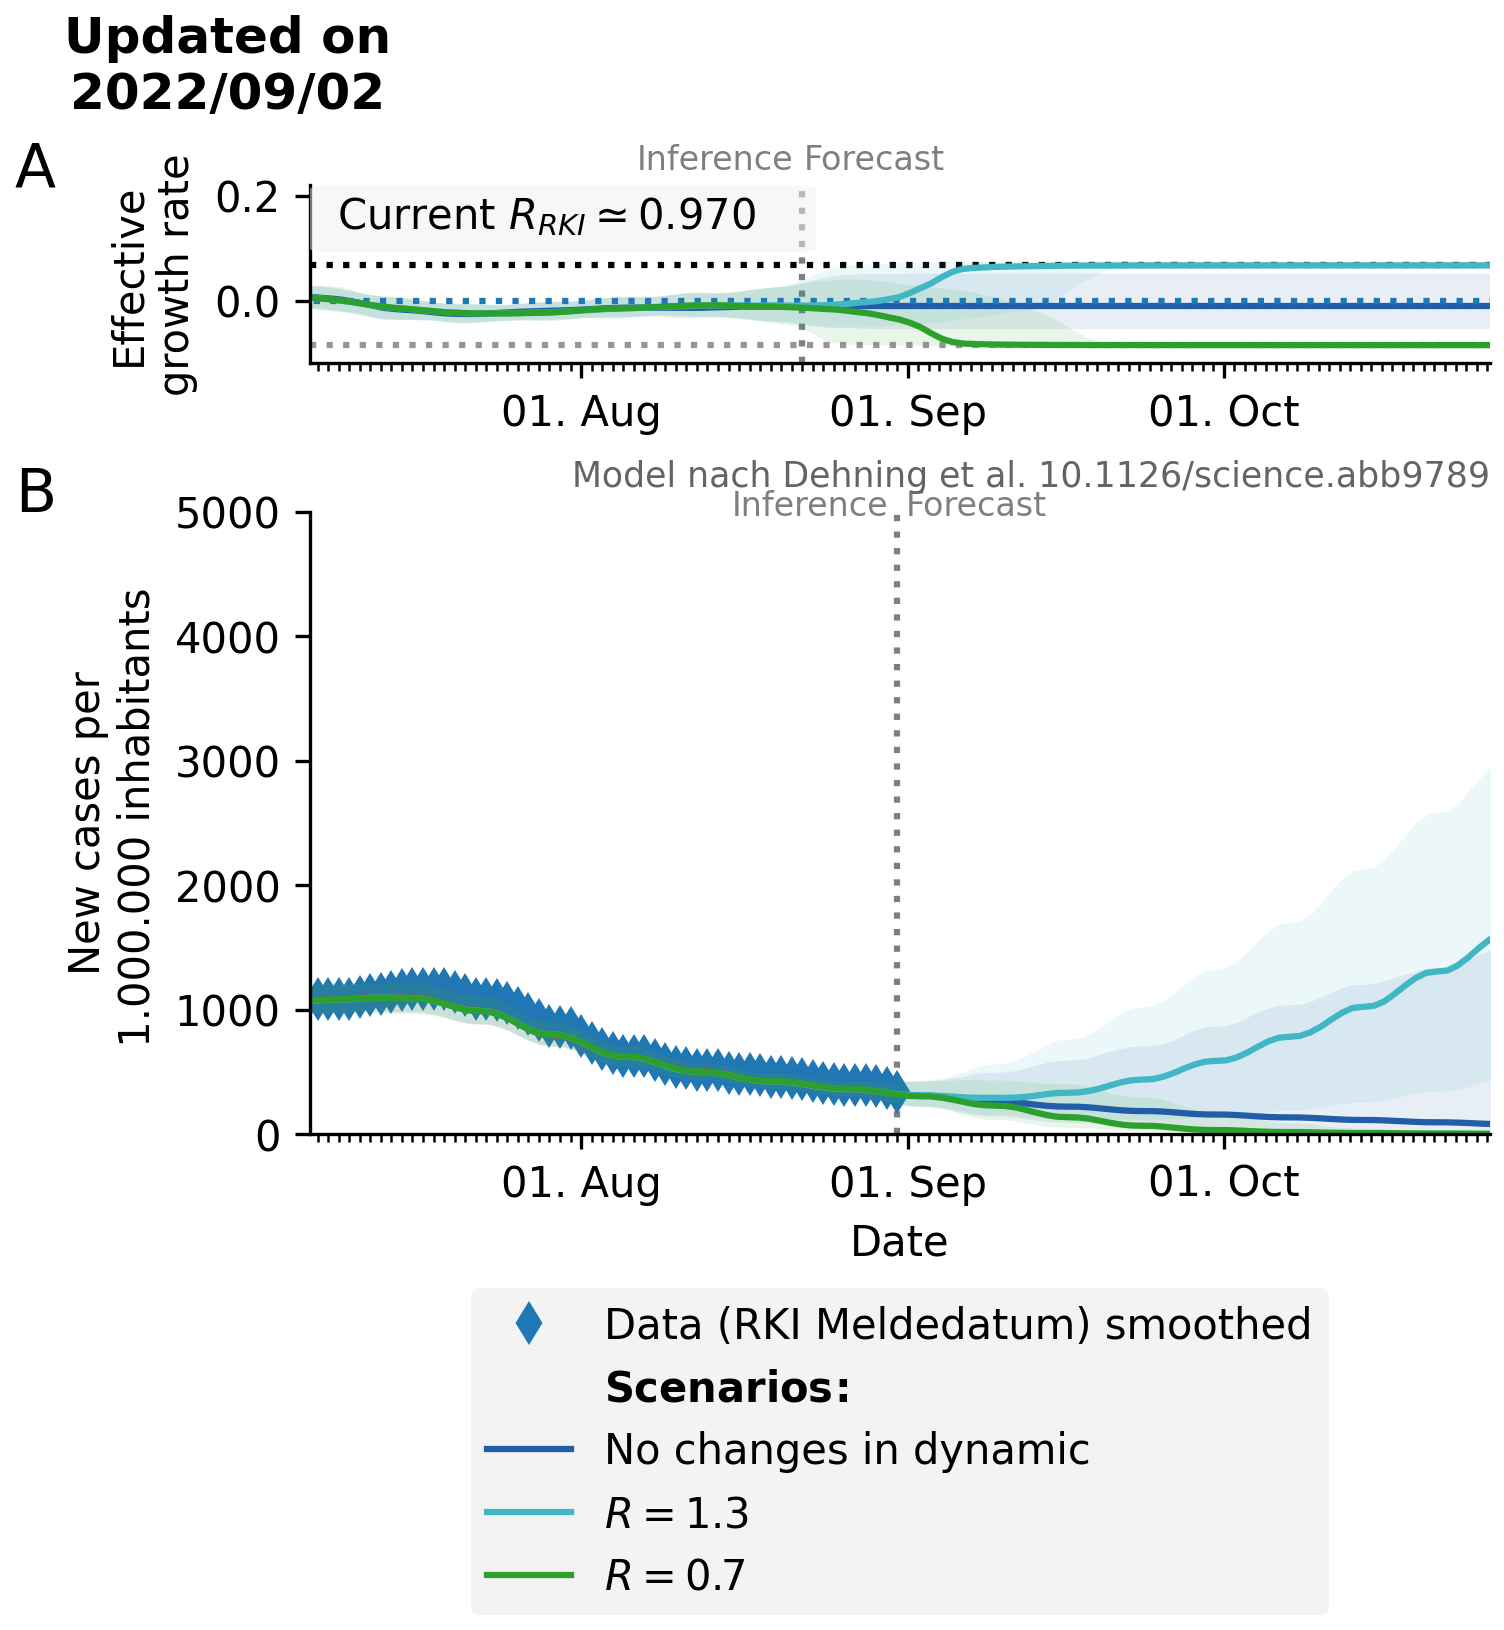 Updated on
2022/09/02
A
Inference Forecast
Effective
growth rate
0.2
0.0
Current R_RKI ≃ 0.970
01. Aug
01. Sep
01. Oct
B
Model nach Dehning et al. 10.1126/science.abb9789
Inference Forecast
New cases per
1.000.000 inhabitants
5000
4000
3000
2000
1000
0
01. Aug
01. Sep
01. Oct
Date
Data (RKI Meldedatum) smoothed
Scenarios:
No changes in dynamic
R = 1.3
R = 0.7